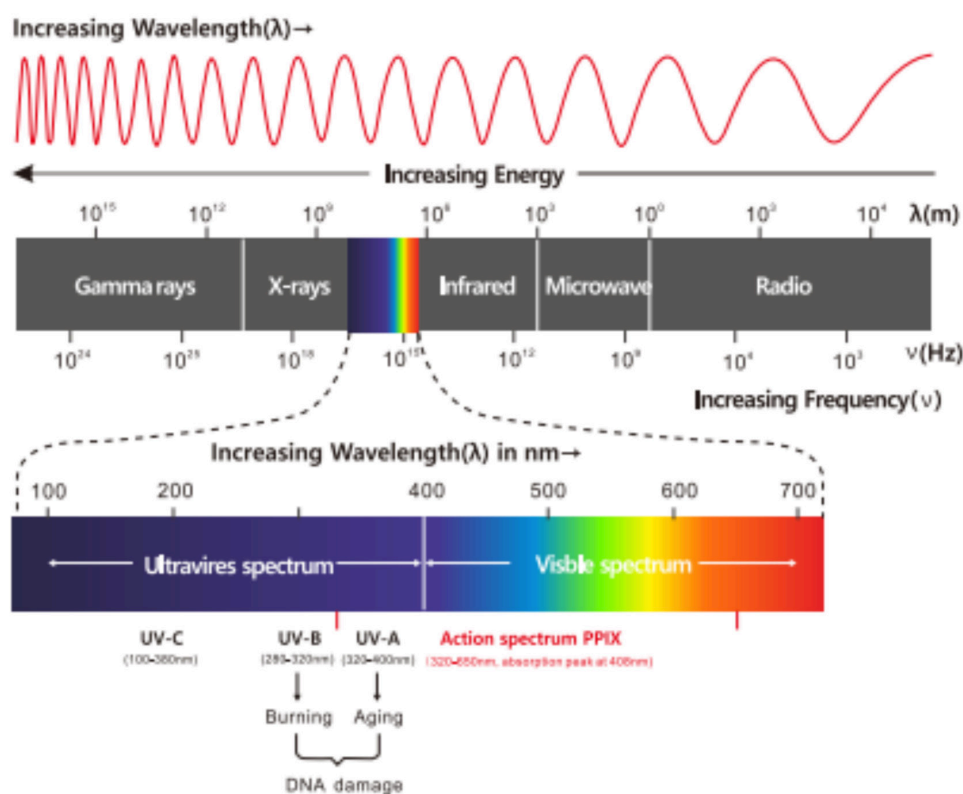 Increasing Wavelength(λ)→
Increasing Energy
10¹⁵ 10¹² 10⁹ 10⁶ 10³ 10⁰ 10³ 10⁴ λ(m)
Gamma rays X-rays Infrared Microwave Radio
10²⁴ 10²⁵ 10¹⁸ 10¹⁵ 10¹² 10⁹ 10⁴ 10³ ν(Hz)
Increasing Frequency(ν)
Increasing Wavelength(λ) in nm→
100 200 400 500 600 700
Ultravires spectrum Visble spectrum
UV-C UV-B UV-A Action spectrum PPIX
(100-380nm) (280-320nm) (320-400nm) (320-650nm, absorption peak at 408nm)
Burning Aging
DNA damage